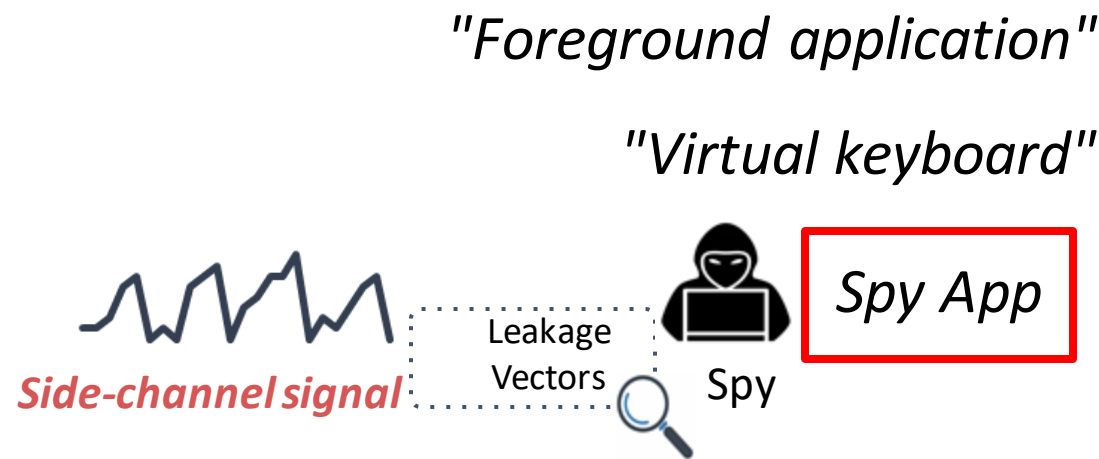 "Foreground application"
"Virtual keyboard"
Spy App
Leakage
Vectors
Side-channel signal
Spy